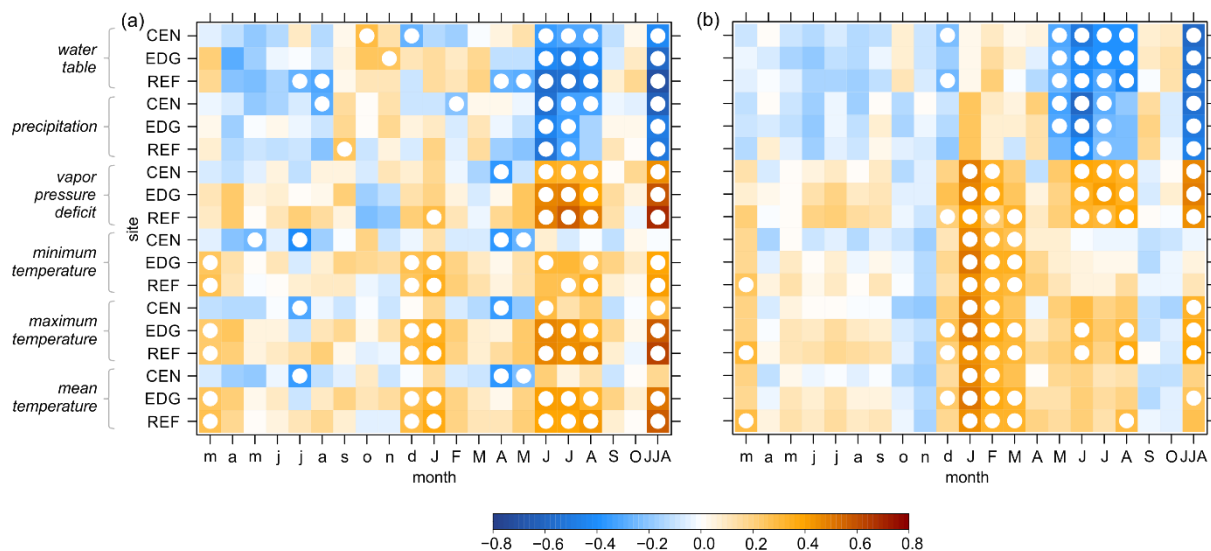 (a)
(b)
water
table
CEN
EDG
REF
precipitation
CEN
EDG
REF
vapor
pressure
deficit
CEN
EDG
REF
site
minimum
temperature
CEN
EDG
REF
maximum
temperature
CEN
EDG
REF
mean
temperature
CEN
EDG
REF
m a m j j a s o n d J F M A M J J A S O JJA
month
m a m j j a s o n d J F M A M J J A S O JJA
month
−0.8 −0.6 −0.4 −0.2 0.0 0.2 0.4 0.6 0.8